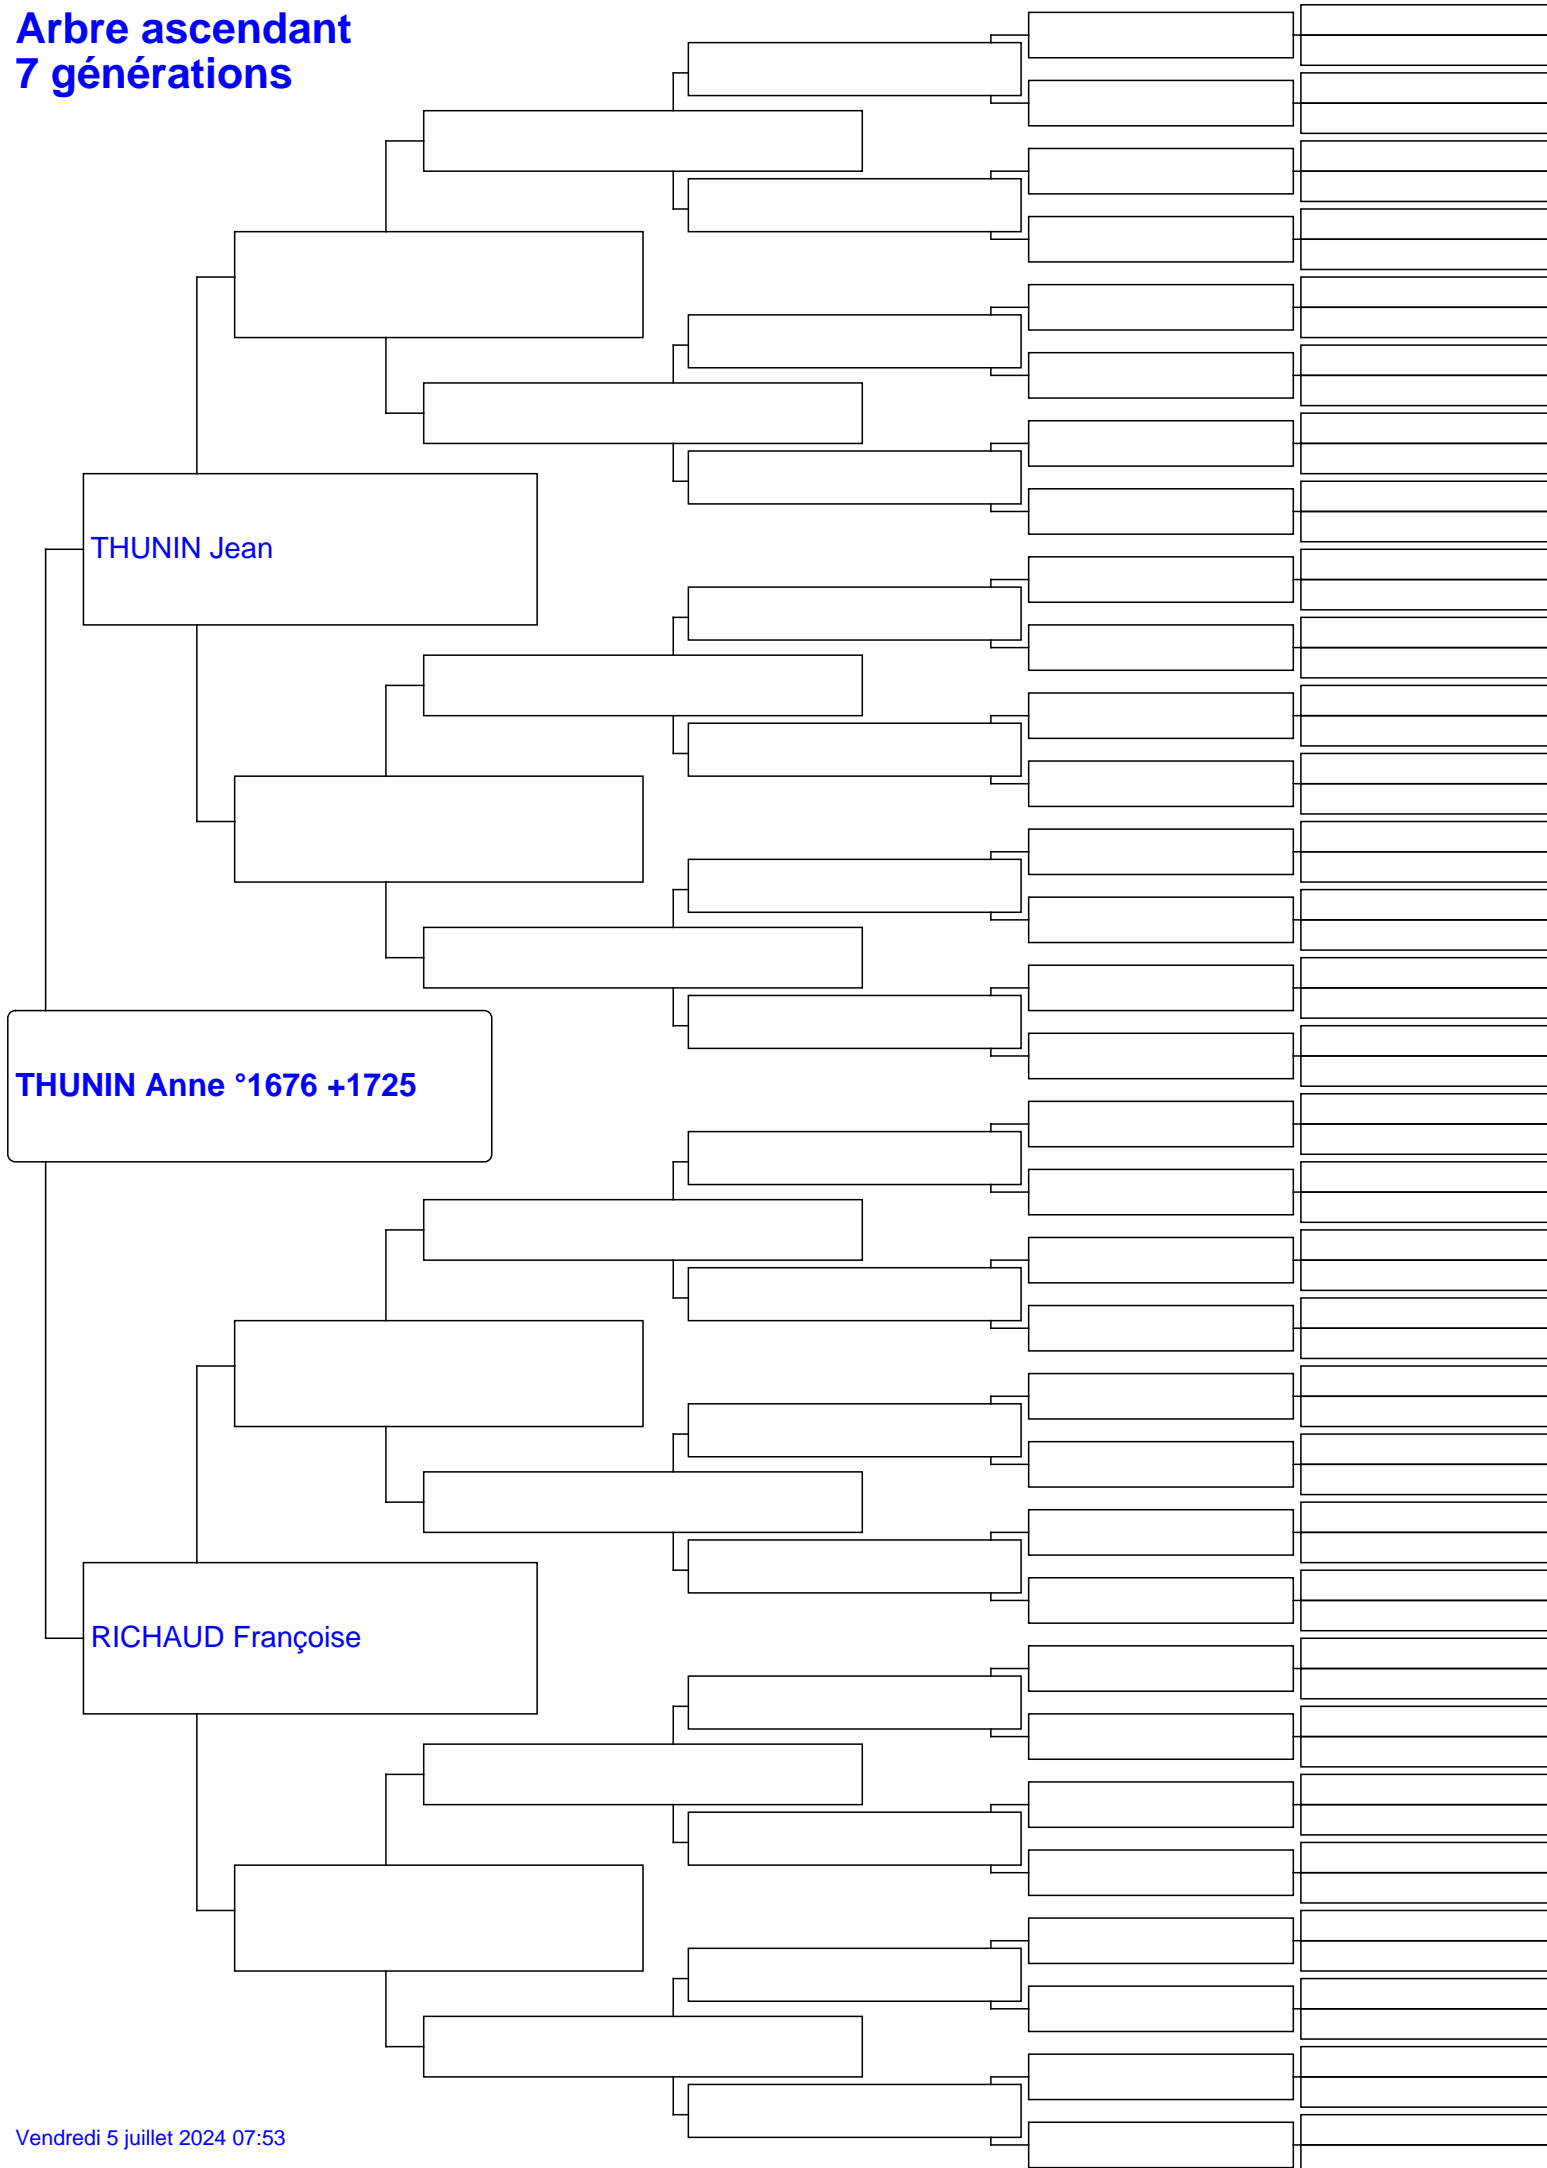 Arbre ascendant
7 générations
THUNIN Jean
THUNIN Anne °1676 +1725
RICHAUD Françoise
Vendredi 5 juillet 2024 07:53